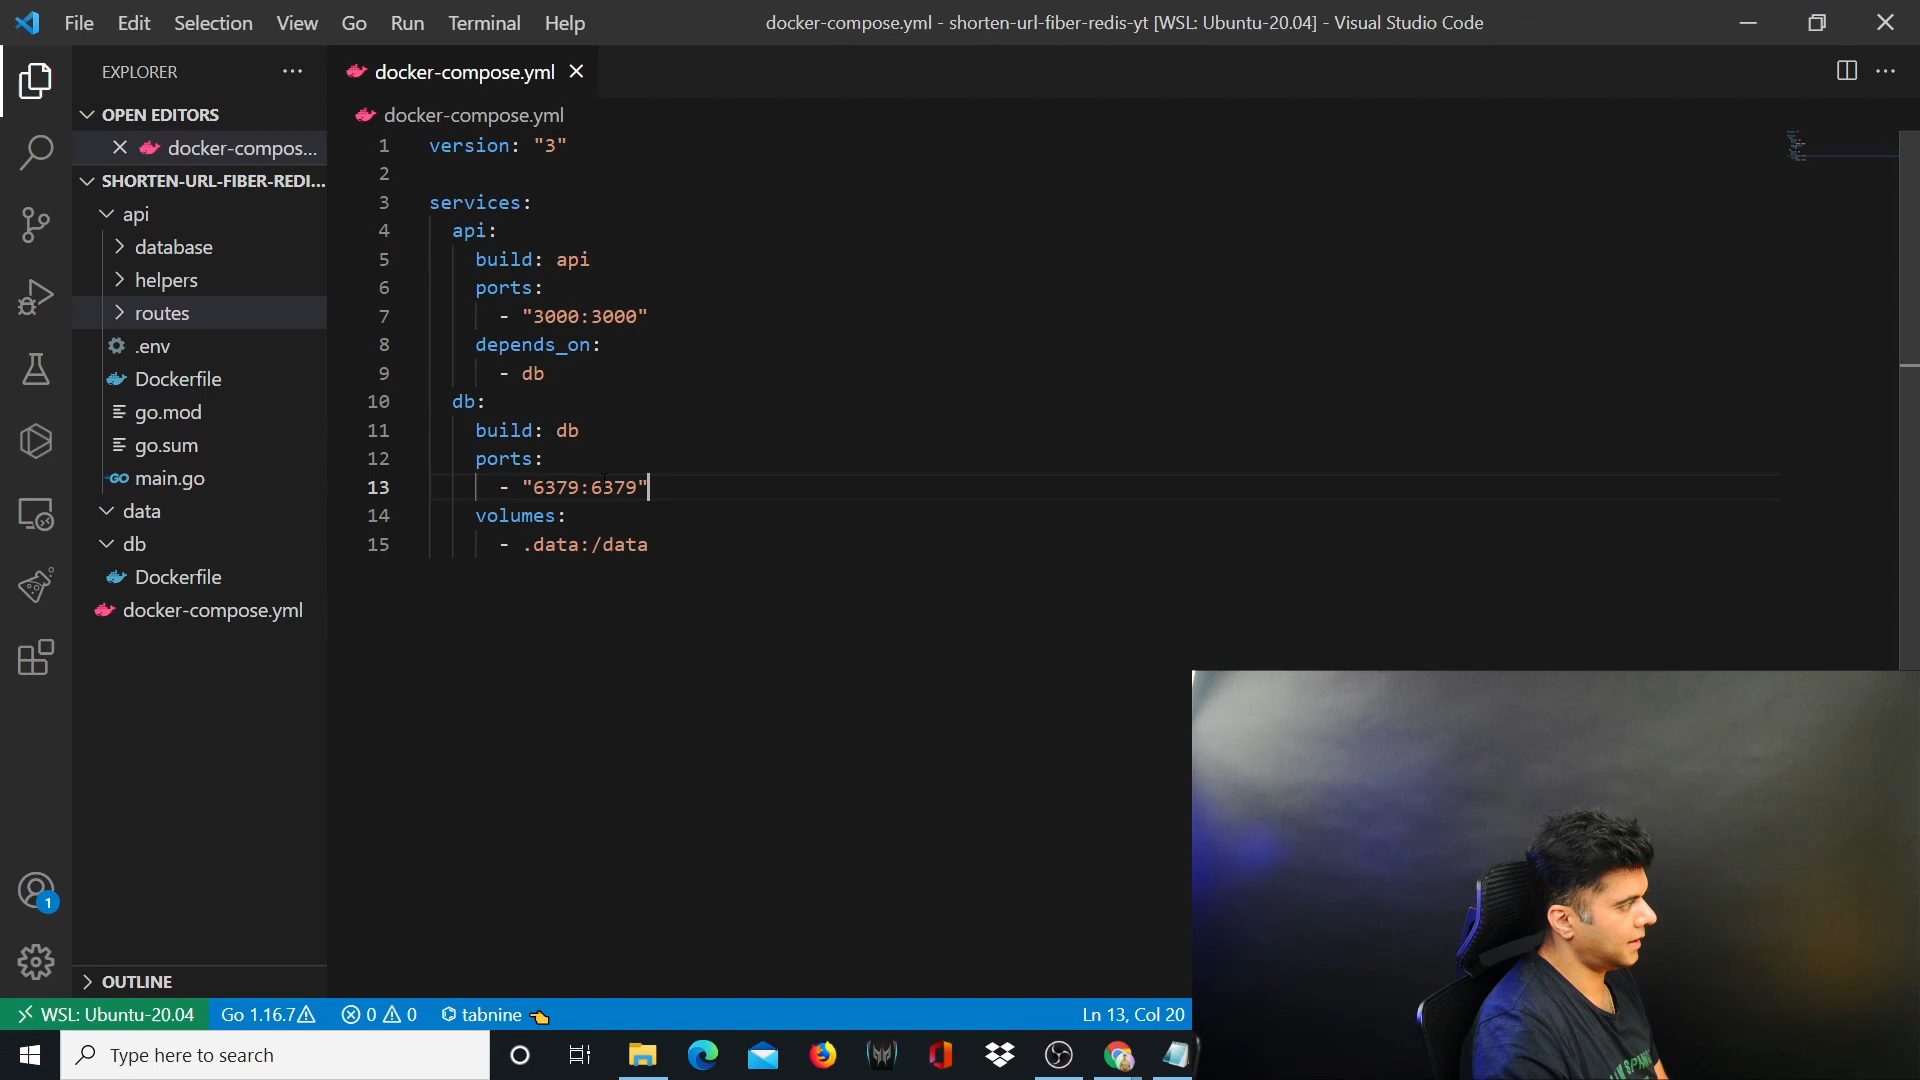 File Edit Selection View Go Run Terminal Help
docker-compose.yml - shorten-url-fiber-redis-yt [WSL: Ubuntu-20.04] - Visual Studio Code
EXPLORER
OPEN EDITORS
docker-compos...
SHORTEN-URL-FIBER-REDI...
api
database
helpers
routes
.env
Dockerfile
go.mod
go.sum
main.go
data
db
Dockerfile
docker-compose.yml
OUTLINE
docker-compose.yml
docker-compose.yml
1 version: "3"
2
3 services:
4 api:
5 build: api
6 ports:
7 - "3000:3000"
8 depends_on:
9 - db
10 db:
11 build: db
12 ports:
13 - "6379:6379"
14 volumes:
15 - .data:/data
1
WSL: Ubuntu-20.04 Go 1.16.7 0 0 tabnine Ln 13, Col 20
Type here to search